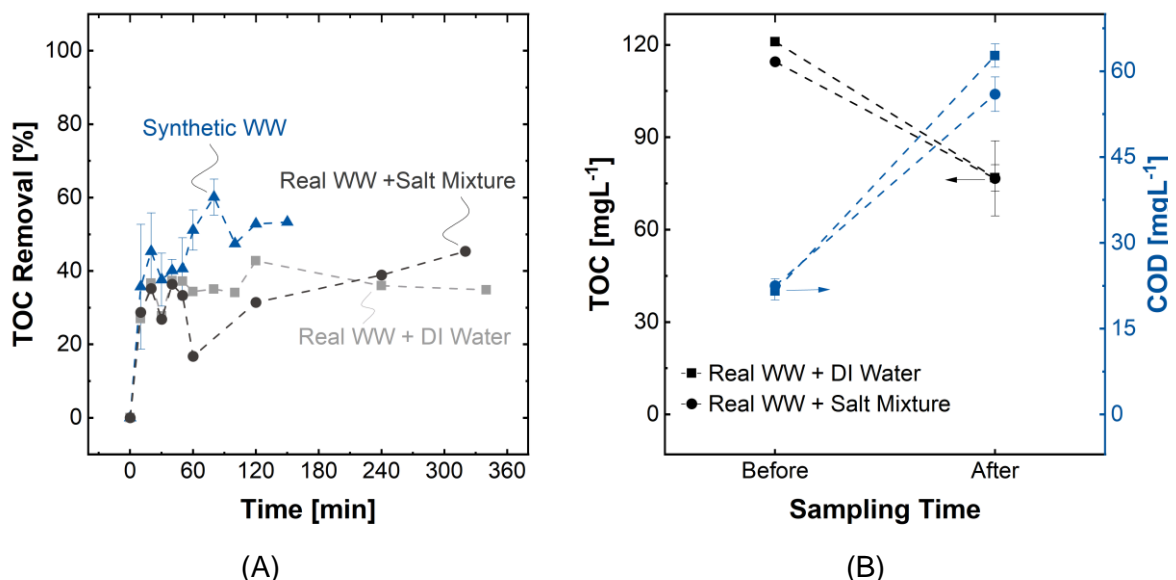 100
80
60
40
20
0
TOC Removal [%]
Synthetic WW
Real WW +Salt Mixture
Real WW + DI Water
0 60 120 180 240 300 360
Time [min]
(A)
120
90
60
30
0
TOC [mgL⁻¹]
60
45
30
15
0
COD [mgL⁻¹]
Real WW + DI Water
Real WW + Salt Mixture
Before After
Sampling Time
(B)